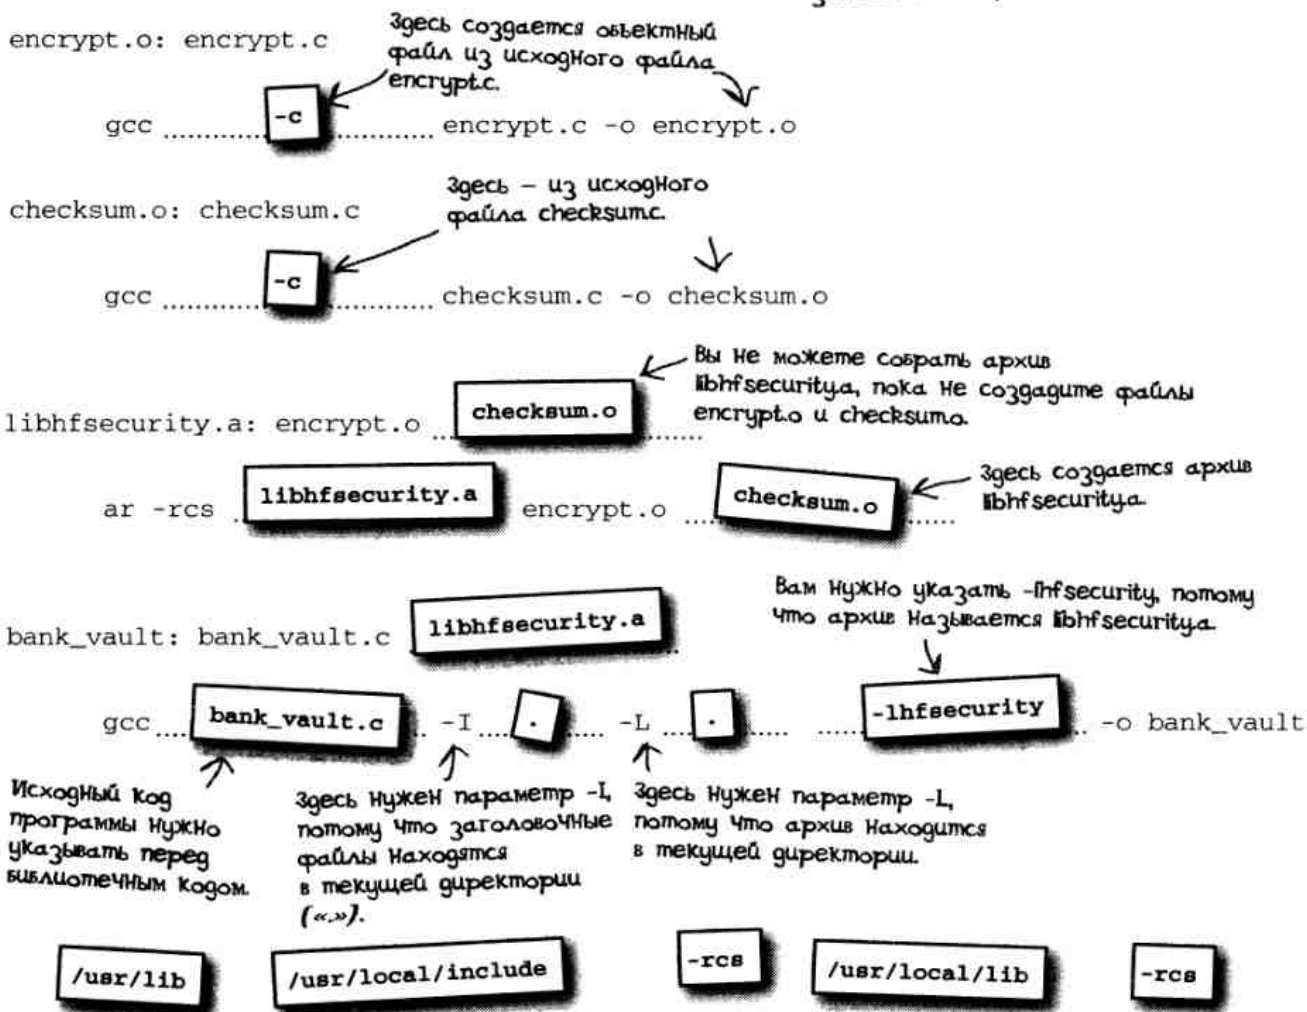 encrypt.o: encrypt.c
Здесь создается объектный
файл из исходного файла
encrypt.c.
gcc -c encrypt.c -o encrypt.o
checksum.o: checksum.c
Здесь – из исходного
файла checksum.c.
gcc -c checksum.c -o checksum.o
Вы не можете собрать архив
libhfsecurity.a, пока не создадите файлы
encrypt.o и checksum.o.
libhfsecurity.a: encrypt.o checksum.o
ar -rcs libhfsecurity.a encrypt.o checksum.o
Здесь создается архив
libhfsecurity.a.
Вам нужно указать -lhfsecurity, потому
что архив называется libhfsecurity.a.
bank_vault: bank_vault.c libhfsecurity.a
gcc bank_vault.c -I . -L . -lhfsecurity -o bank_vault
Исходный код
программы нужно
указывать перед
библиотечным кодом.
Здесь нужен параметр -I,
потому что заголовочные
файлы находятся
в текущей директории
(«.»).
Здесь нужен параметр -L,
потому что архив находится
в текущей директории.
/usr/lib /usr/local/include -rcs /usr/local/lib -rcs